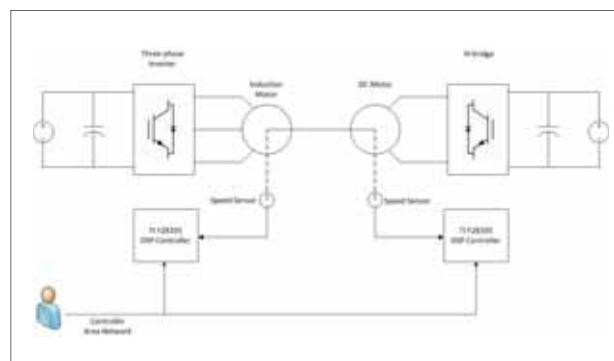 Three-phase
Inverter
Induction
Motor
DC Motor
H-bridge
Speed Sensor
Speed Sensor
DSP Controller
DSP Controller
Controller
Area Network